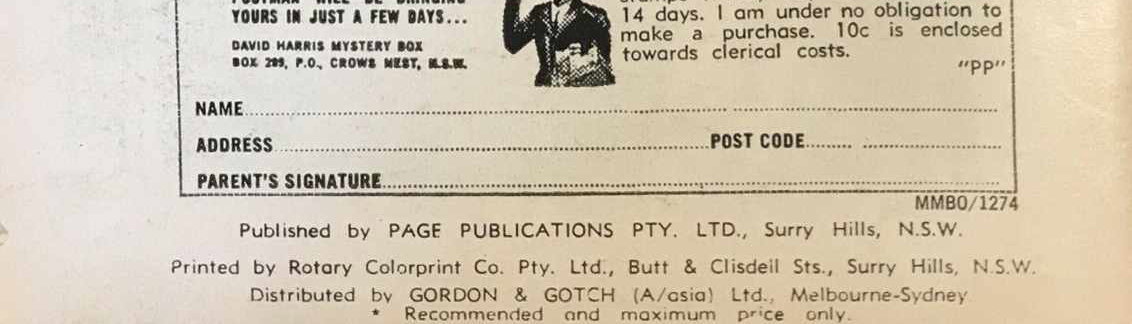 YOURS IN JUST A FEW DAYS...
DAVID HARRIS MYSTERY BOX
BOX 289, P.O., CROWS NEST, N.S.W.
14 days. I am under no obligation to
make a purchase. 10c is enclosed
towards clerical costs.
"PP"
NAME
ADDRESS POST CODE
PARENT'S SIGNATURE
MMBO/1274
Published by PAGE PUBLICATIONS PTY. LTD., Surry Hills, N.S.W.
Printed by Rotary Colorprint Co. Pty. Ltd., Butt & Clisdell Sts., Surry Hills, N.S.W.
Distributed by GORDON & GOTCH (A/asia) Ltd., Melbourne-Sydney
* Recommended and maximum price only.